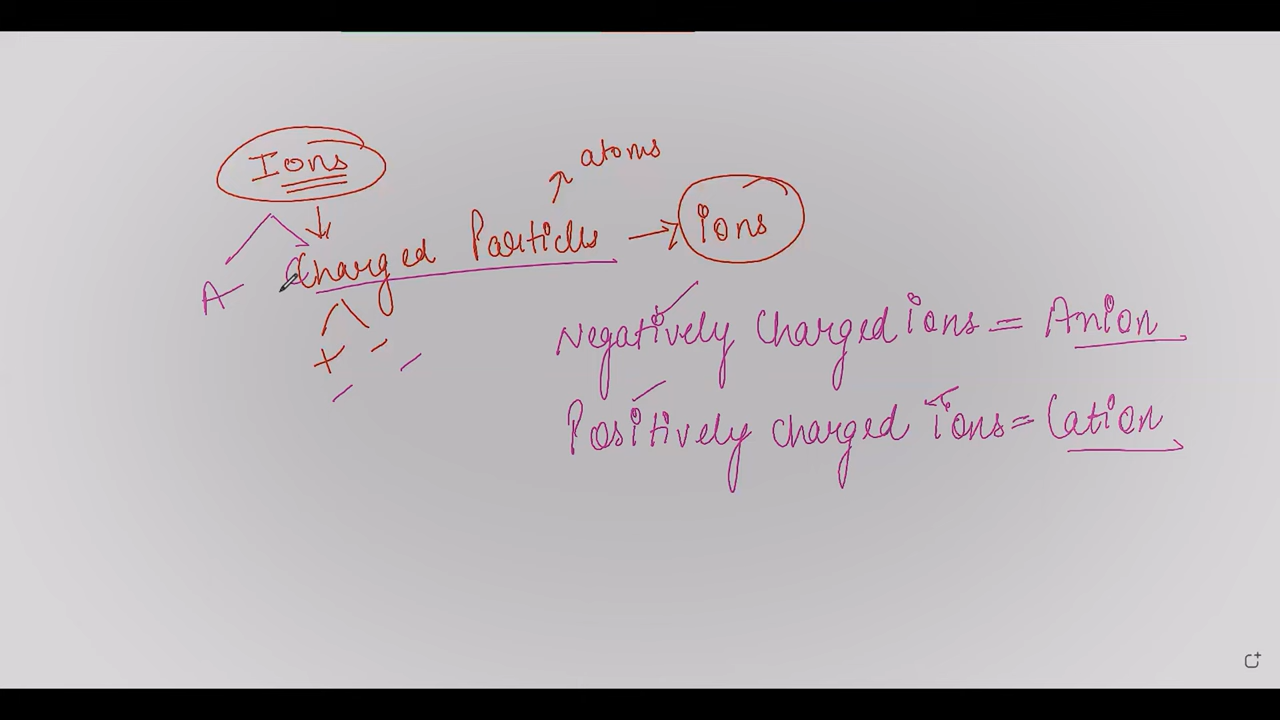 Ions
atoms
Charged Particles → ions
A C
+ -
Negatively Charged ions = Anion
Positively charged ions = Cation